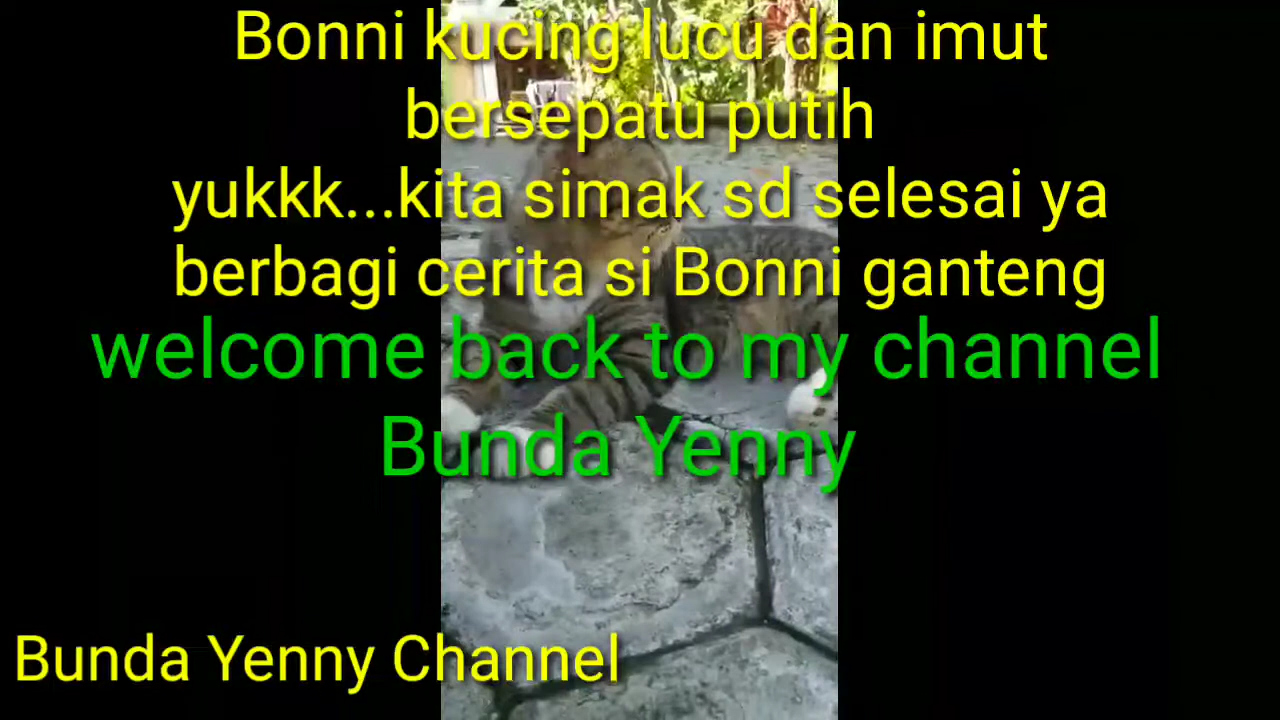 Bonni kucing lucu dan imut
bersepatu putih
yukkk...kita simak sd selesai ya
berbagi cerita si Bonni ganteng
welcome back to my channel
Bunda Yenny
Bunda Yenny Channel